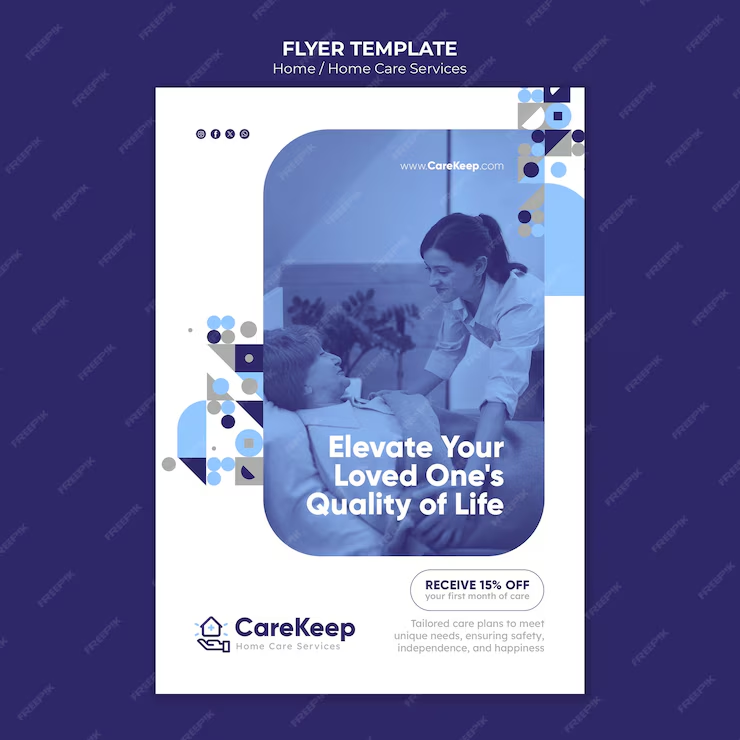 FLYER TEMPLATE
Home / Home Care Services
www.CareKeep.com
Elevate Your
Loved One's
Quality of Life
RECEIVE 15% OFF
your first month of care
Tailored care plans to meet
unique needs, ensuring safety,
independence, and happiness
CareKeep
Home Care Services
FREEPIK